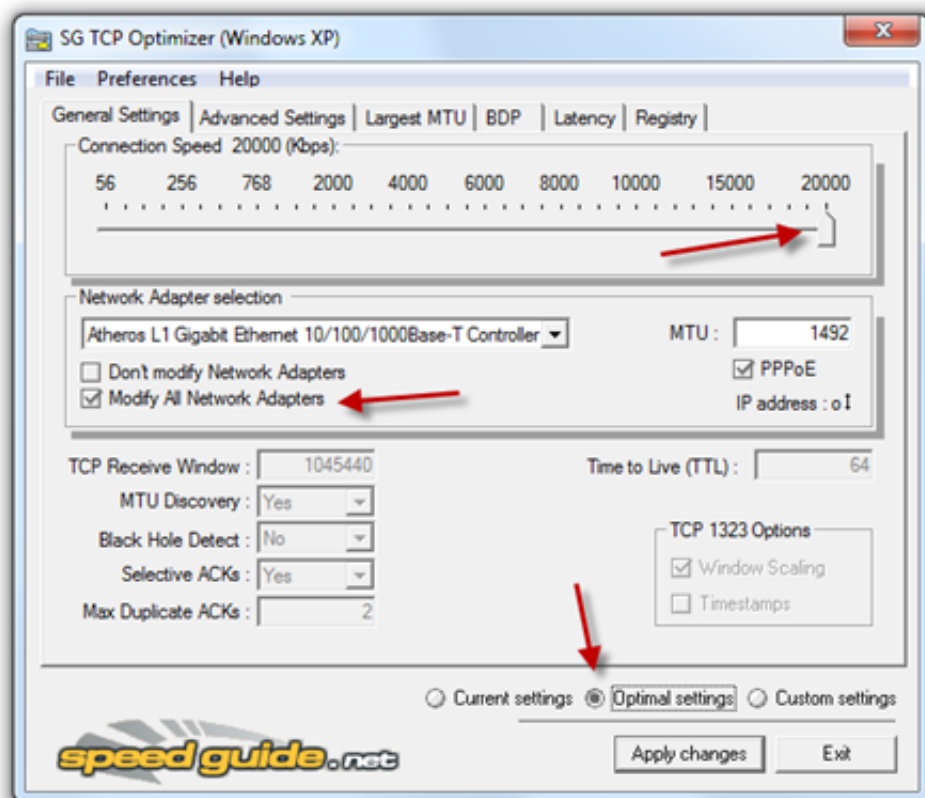 SG TCP Optimizer (Windows XP)
File Preferences Help
General Settings Advanced Settings Largest MTU BDP Latency Registry
Connection Speed 20000 (Kbps):
56 256 768 2000 4000 6000 8000 10000 15000 20000
Network Adapter selection
Atheros L1 Gigabit Ethernet 10/100/1000Base-T Controller
MTU : 1492
Don't modify Network Adapters
PPPoE
Modify All Network Adapters
IP address : o
TCP Receive Window : 1045440
Time to Live (TTL) : 64
MTU Discovery : Yes
Black Hole Detect : No
TCP 1323 Options
Selective ACKs : Yes
Window Scaling
Max Duplicate ACKs : 2
Timestamps
Current settings Optimal settings Custom settings
speed guide.net
Apply changes Exit